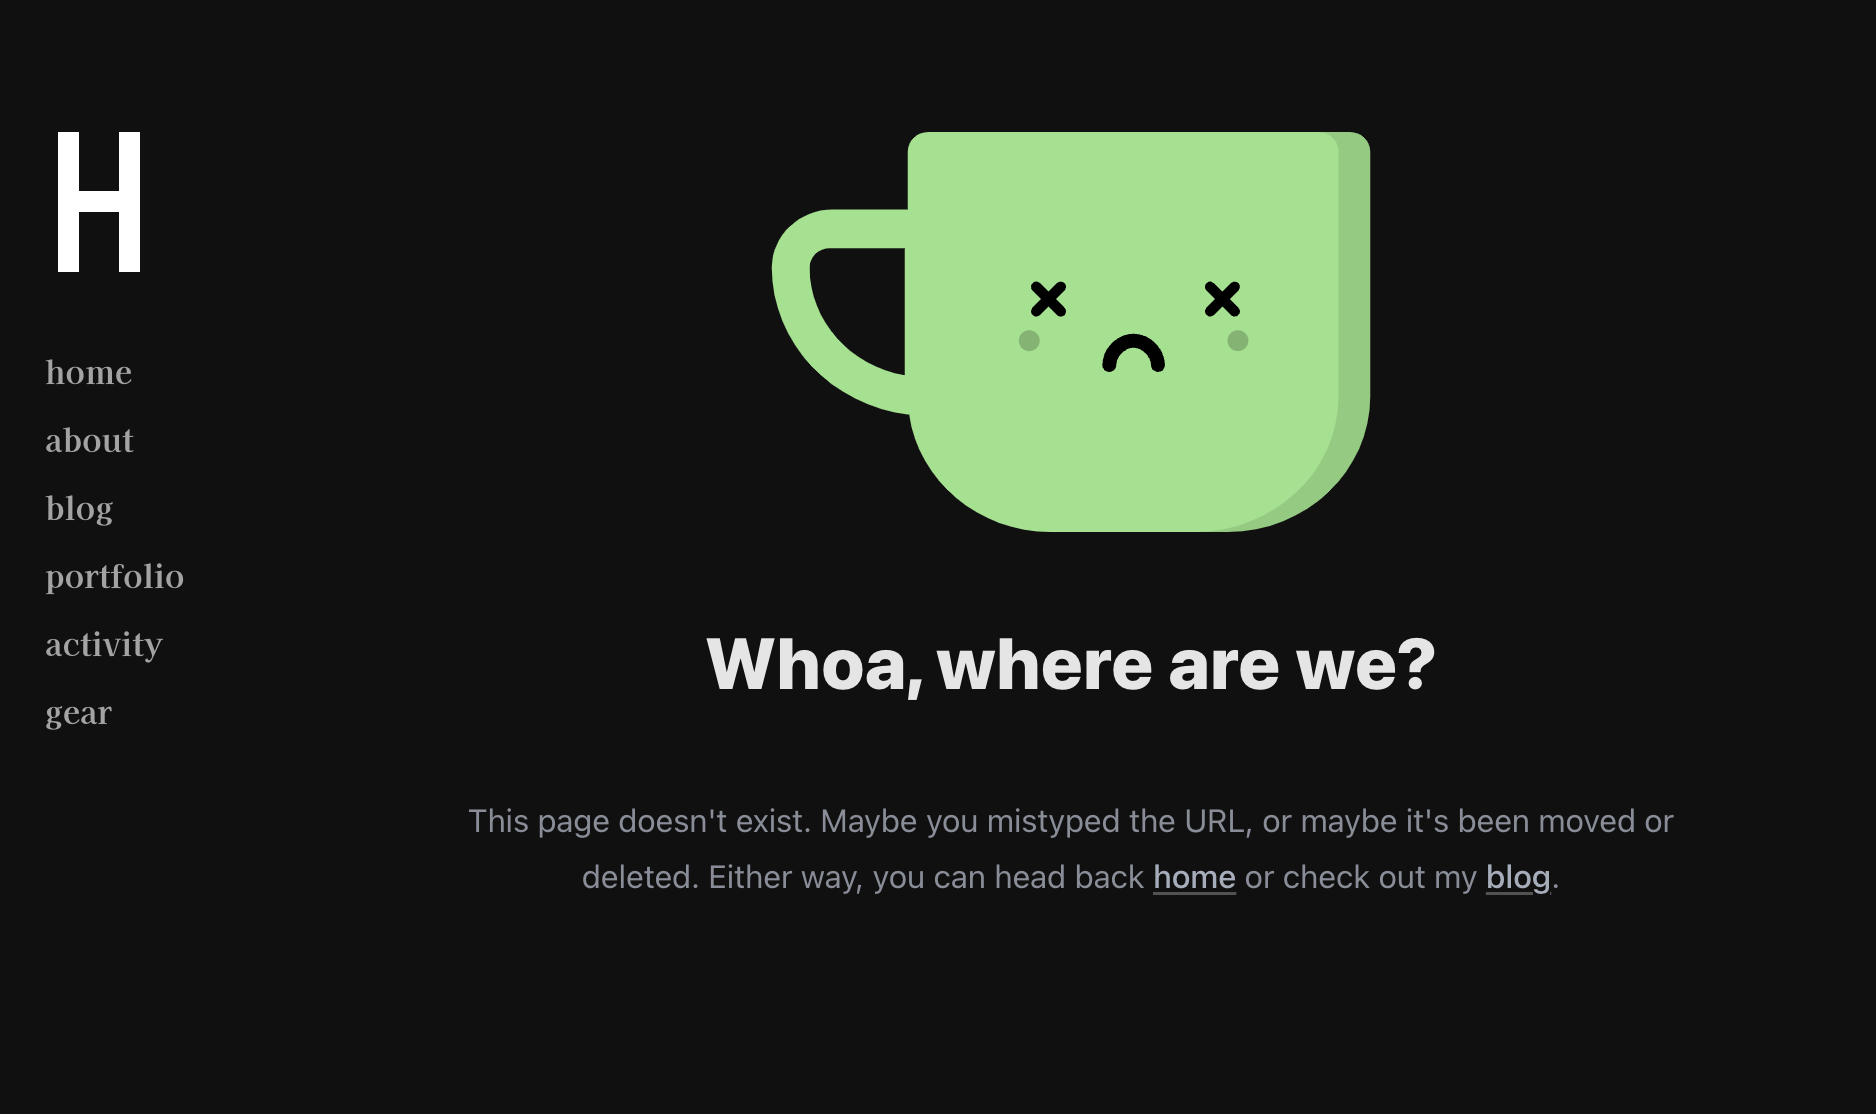 H
home
about
blog
portfolio
activity
gear
Whoa, where are we?
This page doesn't exist. Maybe you mistyped the URL, or maybe it's been moved or
deleted. Either way, you can head back home or check out my blog.